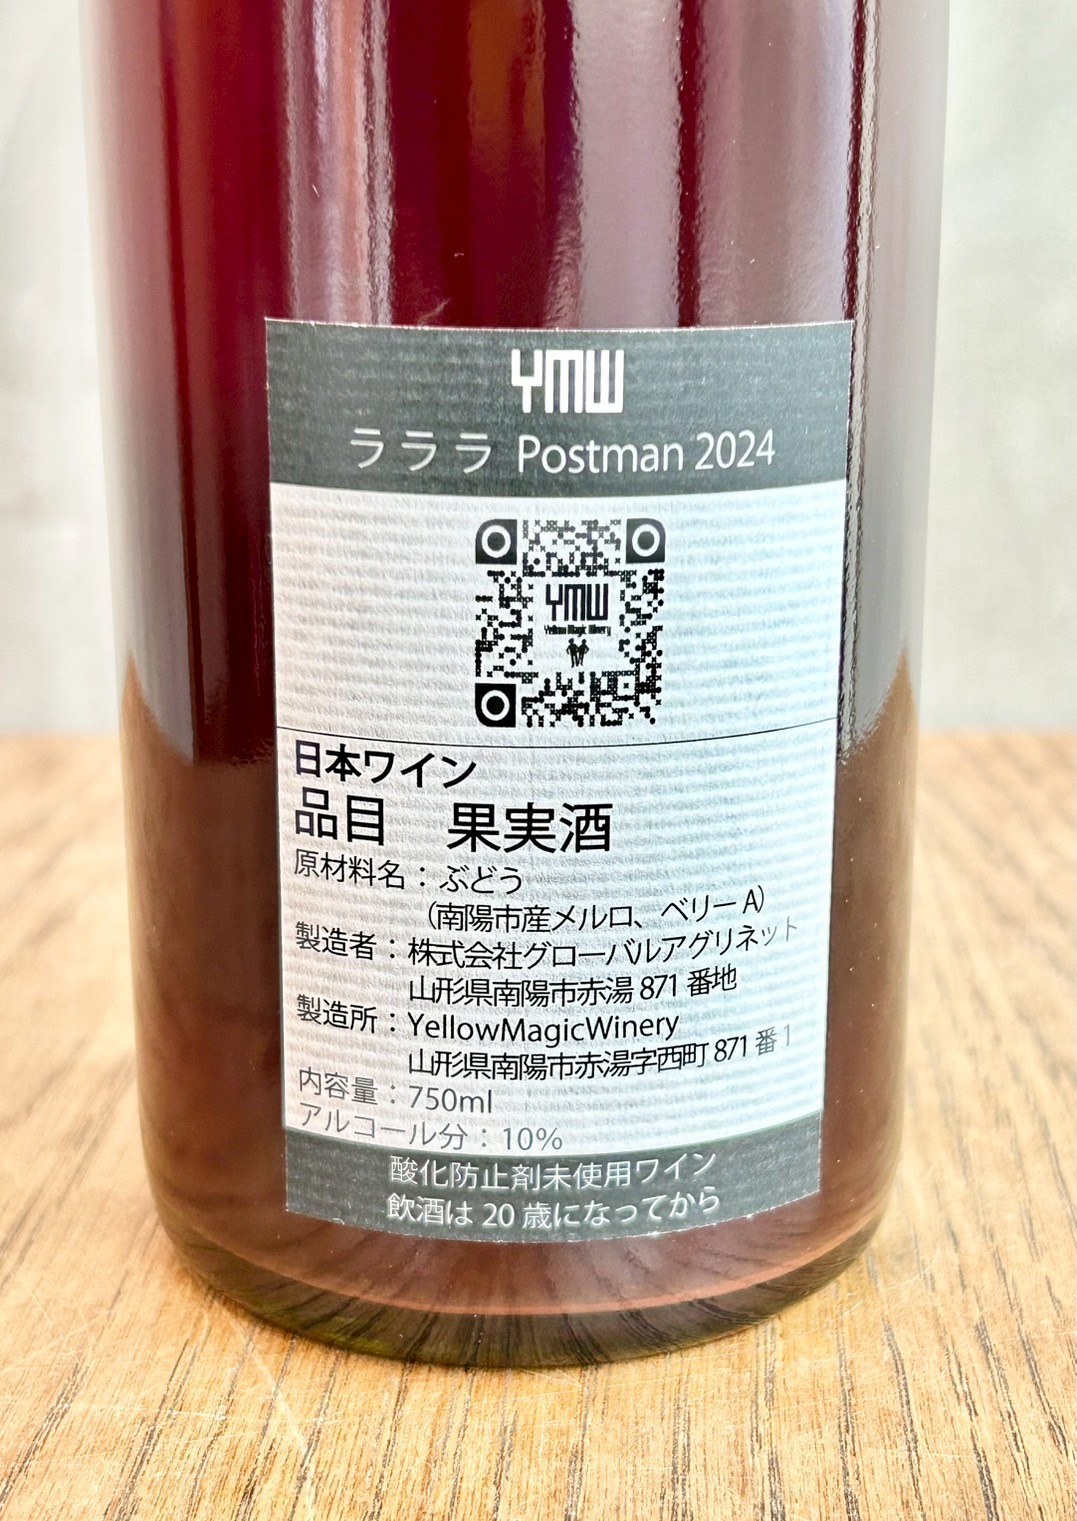 YMW
ラララ Postman 2024
YMW
Yellow Magic Winery
日本ワイン
品目 果実酒
原材料名：ぶどう
（南陽市産メルロ、ベリーA）
製造者：株式会社グローバルアグリネット
山形県南陽市赤湯 871 番地
製造所：YellowMagicWinery
山形県南陽市赤湯字西町 871 番 1
内容量：750ml
アルコール分：10%
酸化防止剤未使用ワイン
飲酒は 20 歳になってから